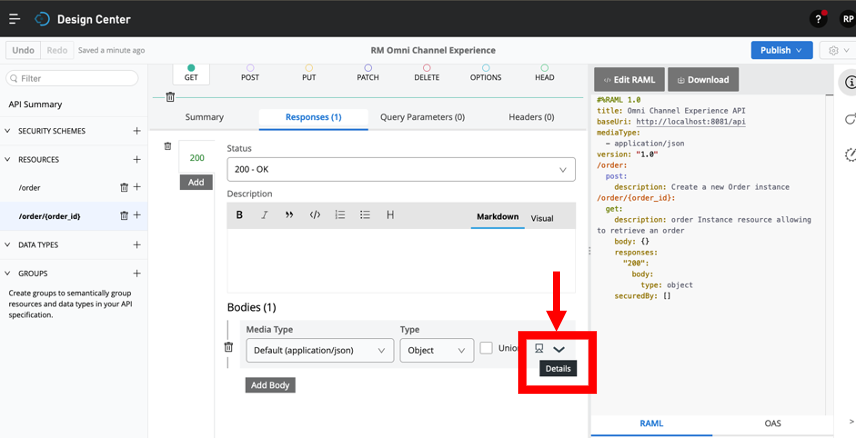 Design Center
?
RP
Undo
Redo
Saved a minute ago
RM Omni Channel Experience
Publish
Filter
API Summary
SECURITY SCHEMES
RESOURCES
/order
/order/{order_id}
DATA TYPES
GROUPS
Create groups to semantically group
resources and data types in your API
specification.
GET
POST
PUT
PATCH
DELETE
OPTIONS
HEAD
Summary
Responses (1)
Query Parameters (0)
Headers (0)
200
Add
Status
200 - OK
Description
B
I
H
Markdown
Visual
Bodies (1)
Media Type
Type
Default (application/json)
Object
Union
Details
Add Body
Edit RAML
Download
#%RAML 1.0
title: Omni Channel Experience API
baseUri: http://localhost:8081/api
mediaType:
- application/json
version: "1.0"
/order:
post:
description: Create a new Order instance
/order/{order_id}:
get:
description: order Instance resource allowing
to retrieve an order
body: {}
responses:
"200":
body:
type: object
securedBy: []
RAML
OAS